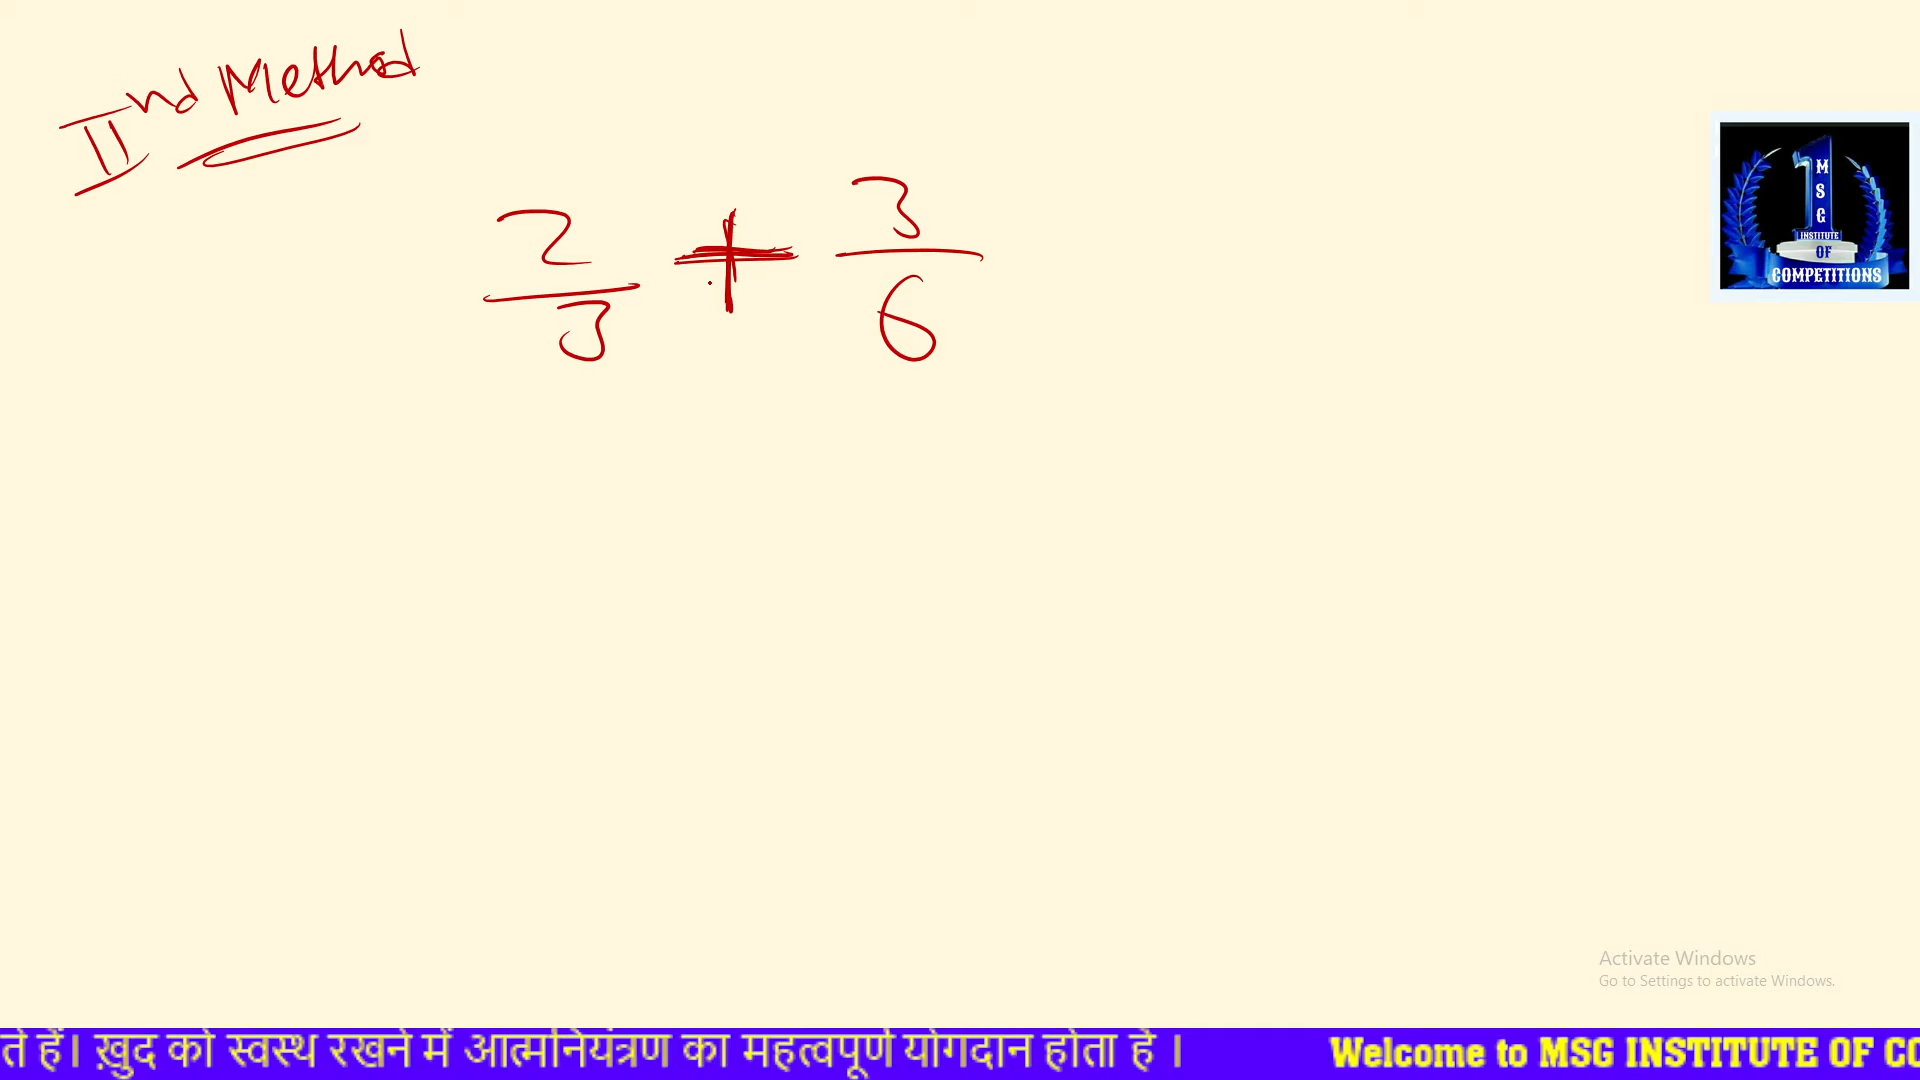 IInd Method
2/3 + 3/6
1
M
S
G
INSTITUTE
OF
COMPETITIONS
Activate Windows
Go to Settings to activate Windows.
ते हैं। ख़ुद को स्वस्थ रखने में आत्मनियंत्रण का महत्वपूर्ण योगदान होता है । Welcome to MSG INSTITUTE OF CO